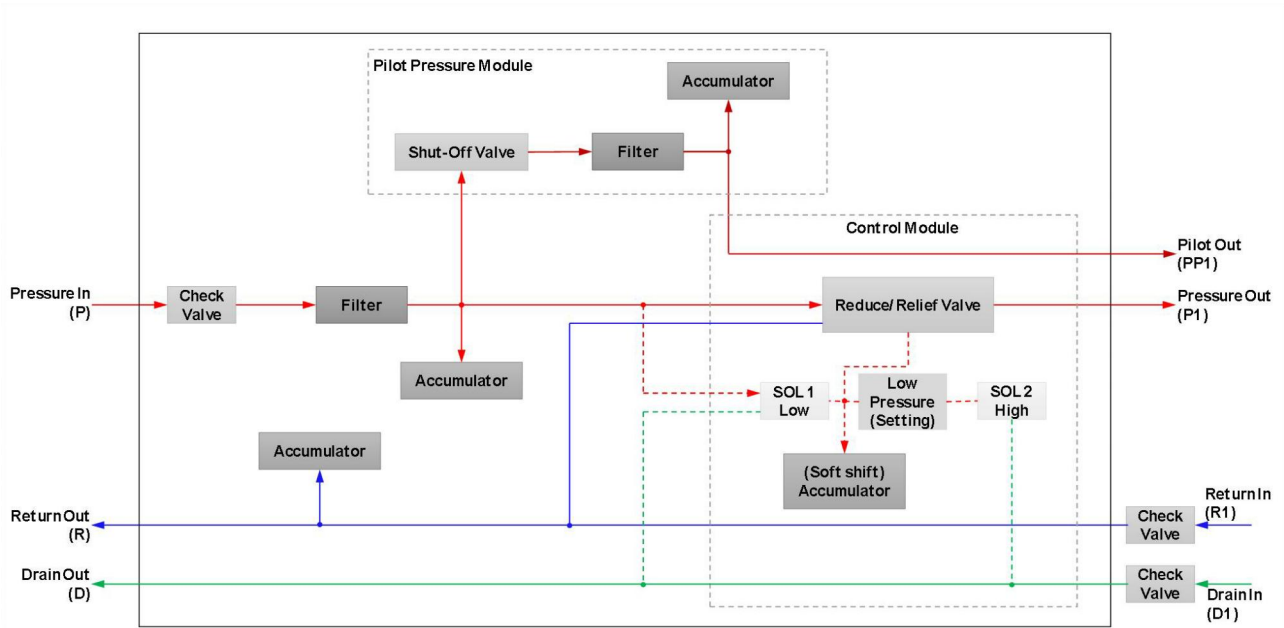 Pilot Pressure Module
Accumulator
Shut-Off Valve
Filter
Control Module
Pilot Out
(PP1)
Pressure In
(P)
Check
Valve
Filter
Reduce/ Relief Valve
Pressure Out
(P1)
Accumulator
SOL 1
Low
Low
Pressure
(Setting)
SOL 2
High
Accumulator
(Soft shift)
Accumulator
Return Out
(R)
Check
Valve
Return In
(R1)
Drain Out
(D)
Check
Valve
Drain In
(D1)